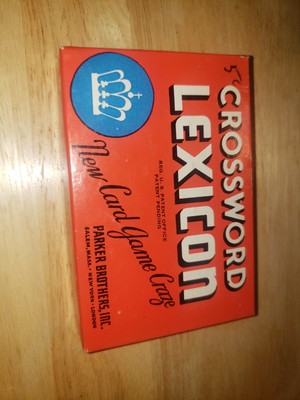 CROSSWORD
LEXICON
REG. U. S. PATENT OFFICE
PATENT PENDING
New Card Game Craze
PARKER BROTHERS, INC.
SALEM, MASS. • NEW YORK • LONDON